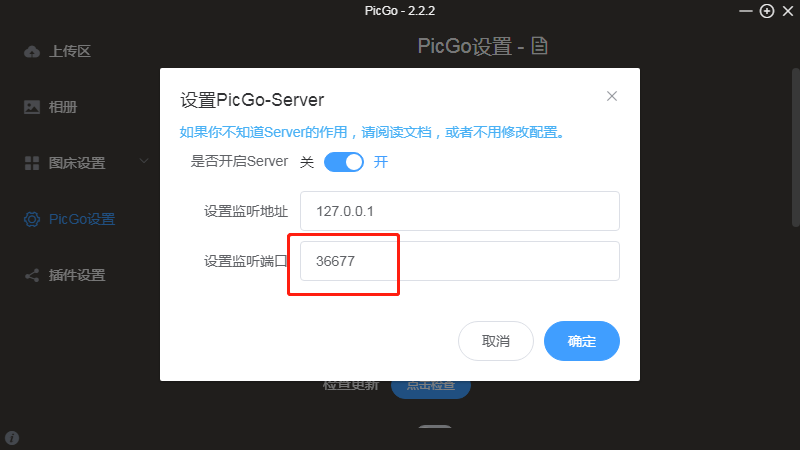 PicGo - 2.2.2
上传区
PicGo设置 -
相册
图床设置
PicGo设置
插件设置
设置PicGo-Server
如果你不知道Server的作用，请阅读文档，或者不用修改配置。
是否开启Server 关 开
设置监听地址 127.0.0.1
设置监听端口 36677
取消 确定
检查更新 点击检查